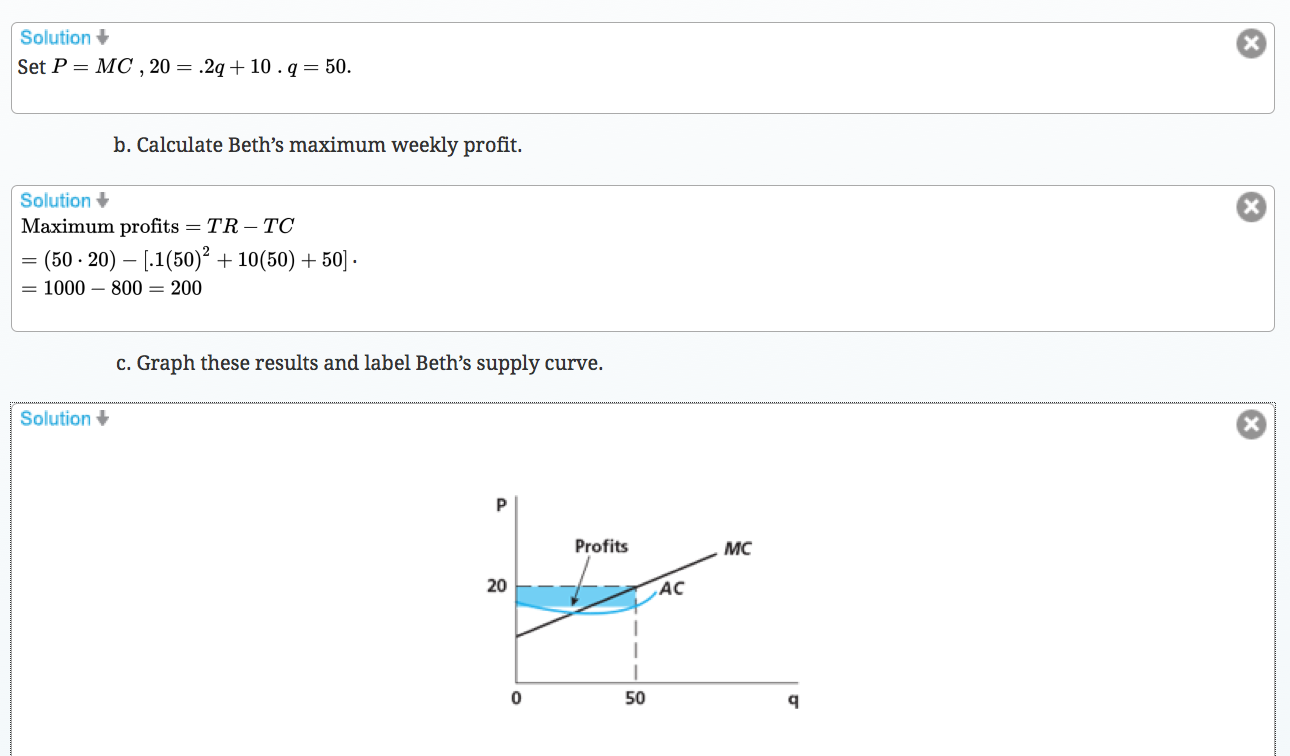 Solution
Set P = MC , 20 = .2q + 10 . q = 50.
b. Calculate Beth’s maximum weekly profit.
Solution
Maximum profits = TR − TC
= (50 · 20) − [.1(50)² + 10(50) + 50] .
= 1000 − 800 = 200
c. Graph these results and label Beth’s supply curve.
Solution
P
Profits
MC
20
AC
0
50
q